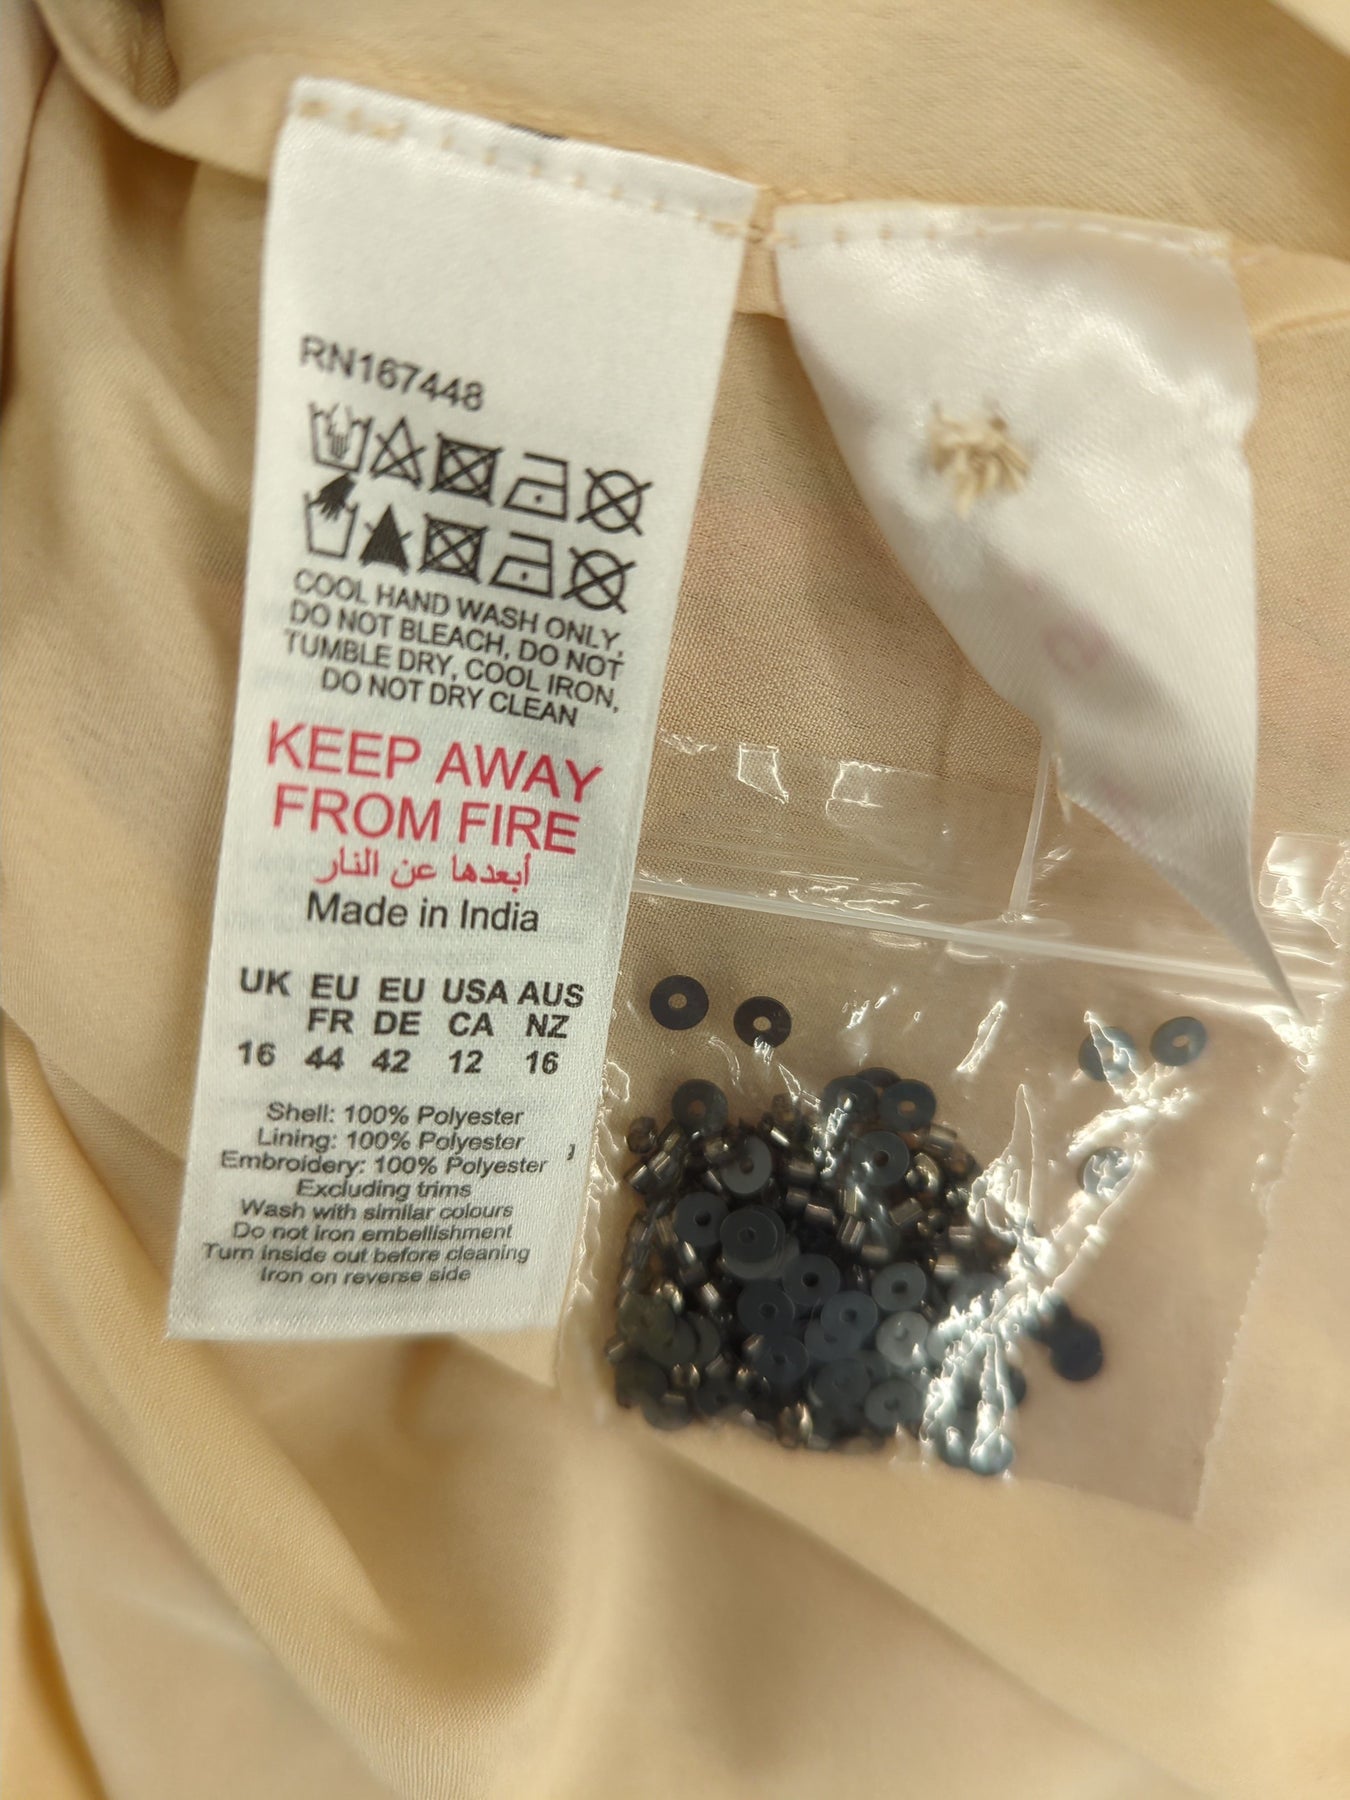 RN167448
COOL HAND WASH ONLY,
DO NOT BLEACH, DO NOT
TUMBLE DRY, COOL IRON,
DO NOT DRY CLEAN
KEEP AWAY
FROM FIRE
أبعدها عن النار
Made in India
UK EU EU USA AUS
FR DE CA NZ
16 44 42 12 16
Shell: 100% Polyester
Lining: 100% Polyester
Embroidery: 100% Polyester
Excluding trims
Wash with similar colours
Do not iron embellishment
Turn inside out before cleaning
Iron on reverse side